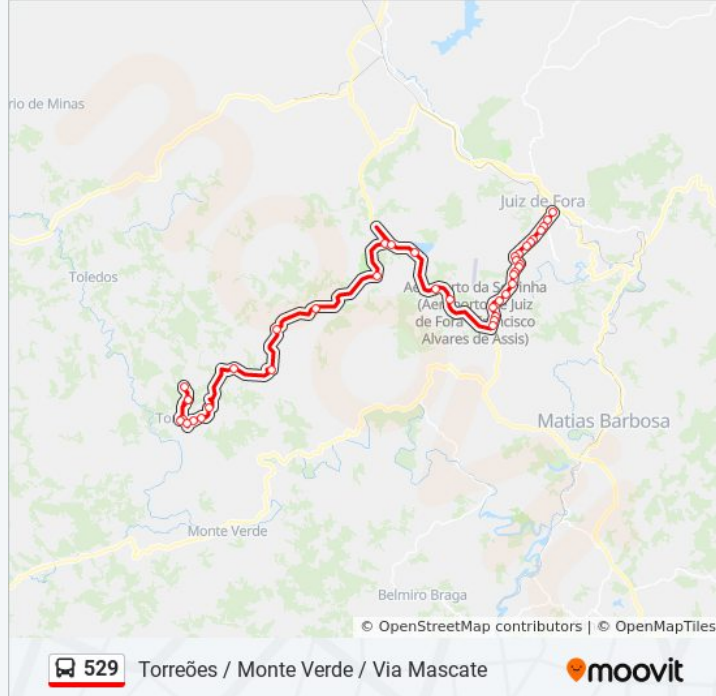 rio de Minas
Juiz de Fora
Toledos
Aeroporto da Serrinha
(Aeroporto de Juiz
de Fora Francisco
Alvares de Assis)
Matias Barbosa
Monte Verde
Belmiro Braga
© OpenStreetMap contributors | © OpenMapTiles
529 Torreões / Monte Verde / Via Mascate
moovit